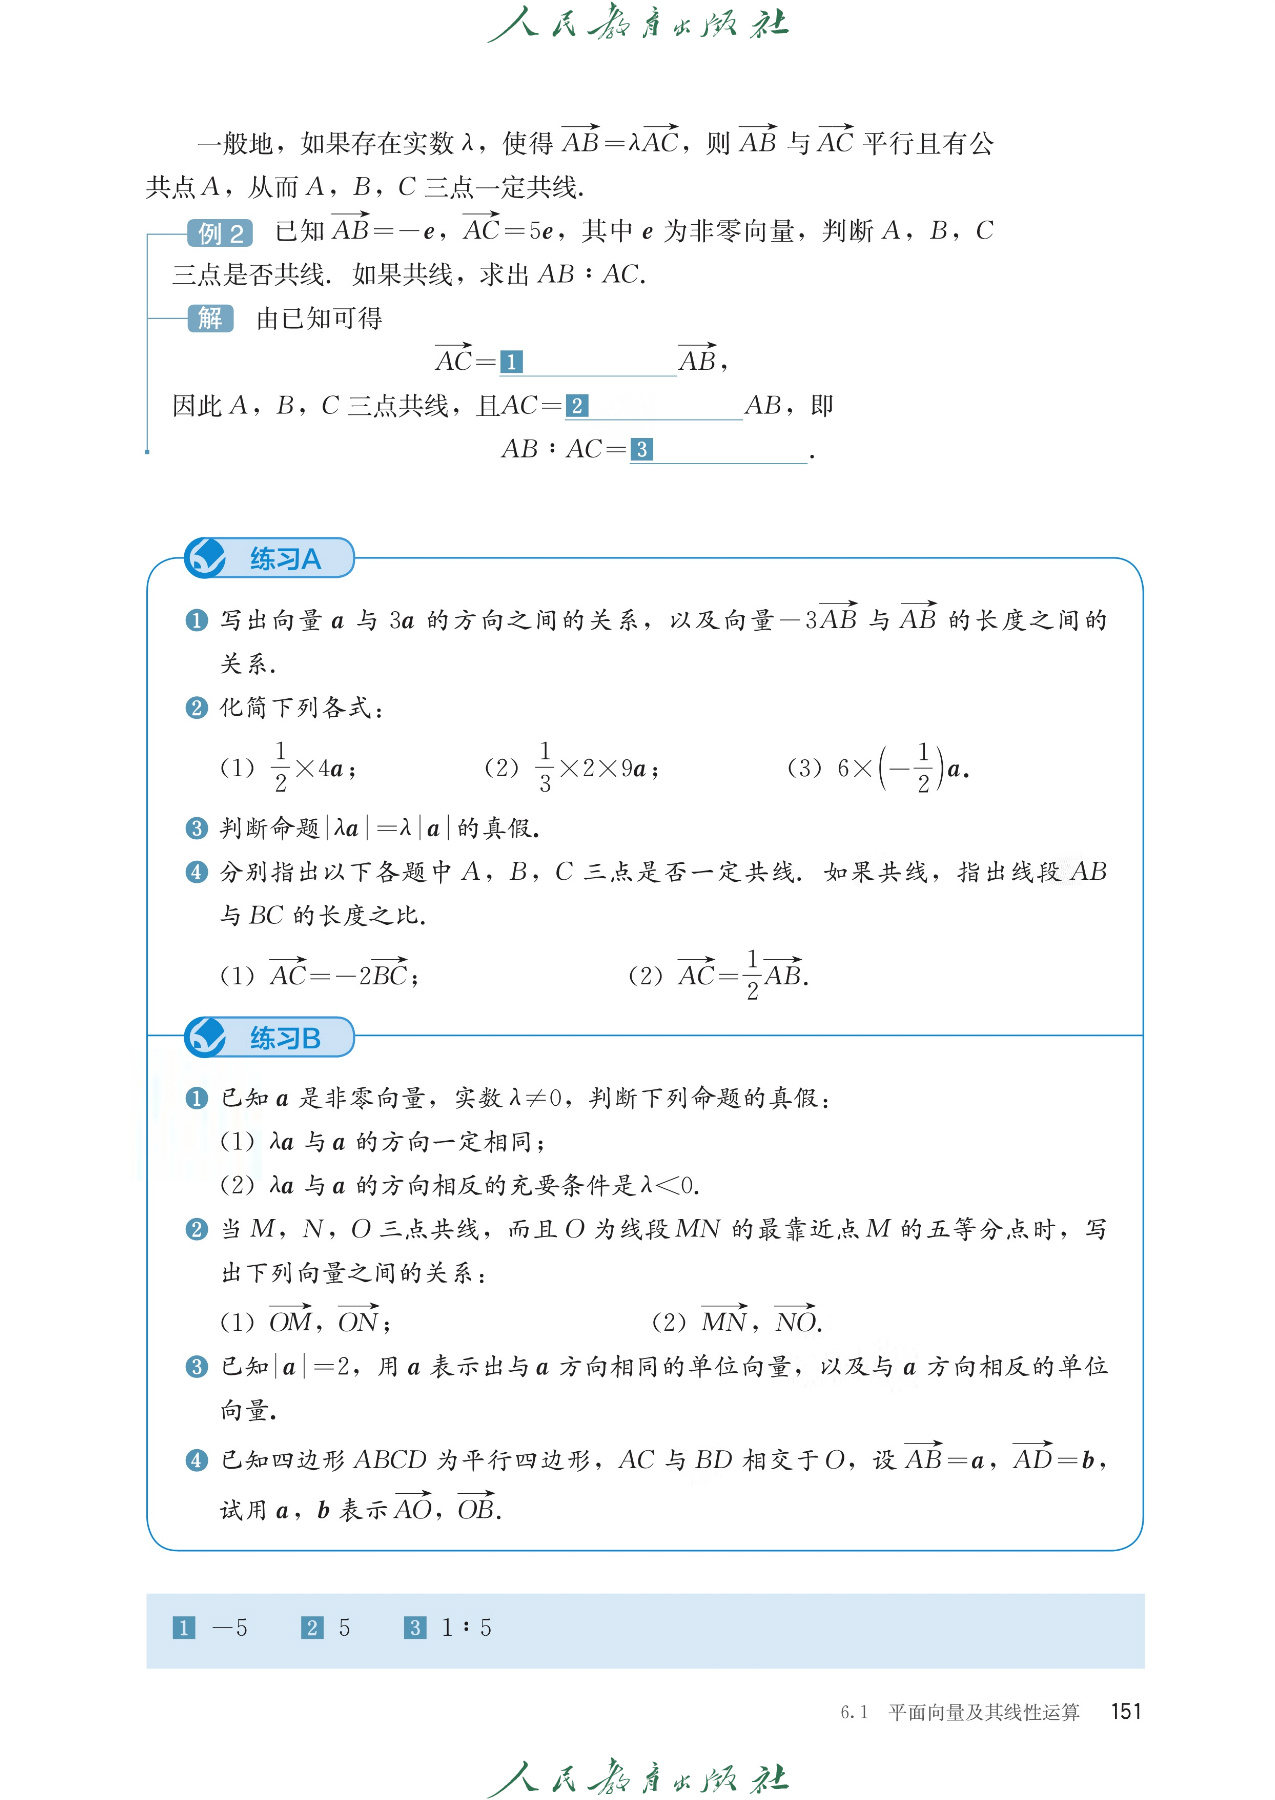 人民教育出版社
一般地，如果存在实数 λ，使得 $\overrightarrow{AB}=\lambda\overrightarrow{AC}$，则 $\overrightarrow{AB}$ 与 $\overrightarrow{AC}$ 平行且有公
共点 A，从而 A，B，C 三点一定共线．
例 2 已知 $\overrightarrow{AB}=-\boldsymbol{e}$，$\overrightarrow{AC}=5\boldsymbol{e}$，其中 $\boldsymbol{e}$ 为非零向量，判断 A，B，C
三点是否共线．如果共线，求出 AB∶AC．
解 由已知可得
$\overrightarrow{AC}=$ 1 ________ $\overrightarrow{AB}$，
因此 A，B，C 三点共线，且AC= 2 ________ AB，即
AB∶AC= 3 ________ ．
练习A
1 写出向量 $\boldsymbol{a}$ 与 $3\boldsymbol{a}$ 的方向之间的关系，以及向量 $-3\overrightarrow{AB}$ 与 $\overrightarrow{AB}$ 的长度之间的
关系．
2 化简下列各式：
（1）$\frac{1}{2}\times4\boldsymbol{a}$；（2）$\frac{1}{3}\times2\times9\boldsymbol{a}$；（3）$6\times\left(-\frac{1}{2}\right)\boldsymbol{a}$．
3 判断命题 $|\lambda\boldsymbol{a}|=\lambda|\boldsymbol{a}|$ 的真假．
4 分别指出以下各题中 A，B，C 三点是否一定共线．如果共线，指出线段 AB
与 BC 的长度之比．
（1）$\overrightarrow{AC}=-2\overrightarrow{BC}$；（2）$\overrightarrow{AC}=\frac{1}{2}\overrightarrow{AB}$．
练习B
1 已知 $\boldsymbol{a}$ 是非零向量，实数 λ≠0，判断下列命题的真假：
（1）$\lambda\boldsymbol{a}$ 与 $\boldsymbol{a}$ 的方向一定相同；
（2）$\lambda\boldsymbol{a}$ 与 $\boldsymbol{a}$ 的方向相反的充要条件是 λ<0．
2 当 M，N，O 三点共线，而且 O 为线段 MN 的最靠近点 M 的五等分点时，写
出下列向量之间的关系：
（1）$\overrightarrow{OM}$，$\overrightarrow{ON}$；（2）$\overrightarrow{MN}$，$\overrightarrow{NO}$．
3 已知 $|\boldsymbol{a}|=2$，用 $\boldsymbol{a}$ 表示出与 $\boldsymbol{a}$ 方向相同的单位向量，以及与 $\boldsymbol{a}$ 方向相反的单位
向量．
4 已知四边形 ABCD 为平行四边形，AC 与 BD 相交于 O，设 $\overrightarrow{AB}=\boldsymbol{a}$，$\overrightarrow{AD}=\boldsymbol{b}$，
试用 $\boldsymbol{a}$，$\boldsymbol{b}$ 表示 $\overrightarrow{AO}$，$\overrightarrow{OB}$．
1 －5 2 5 3 1∶5
6.1 平面向量及其线性运算 151
人民教育出版社